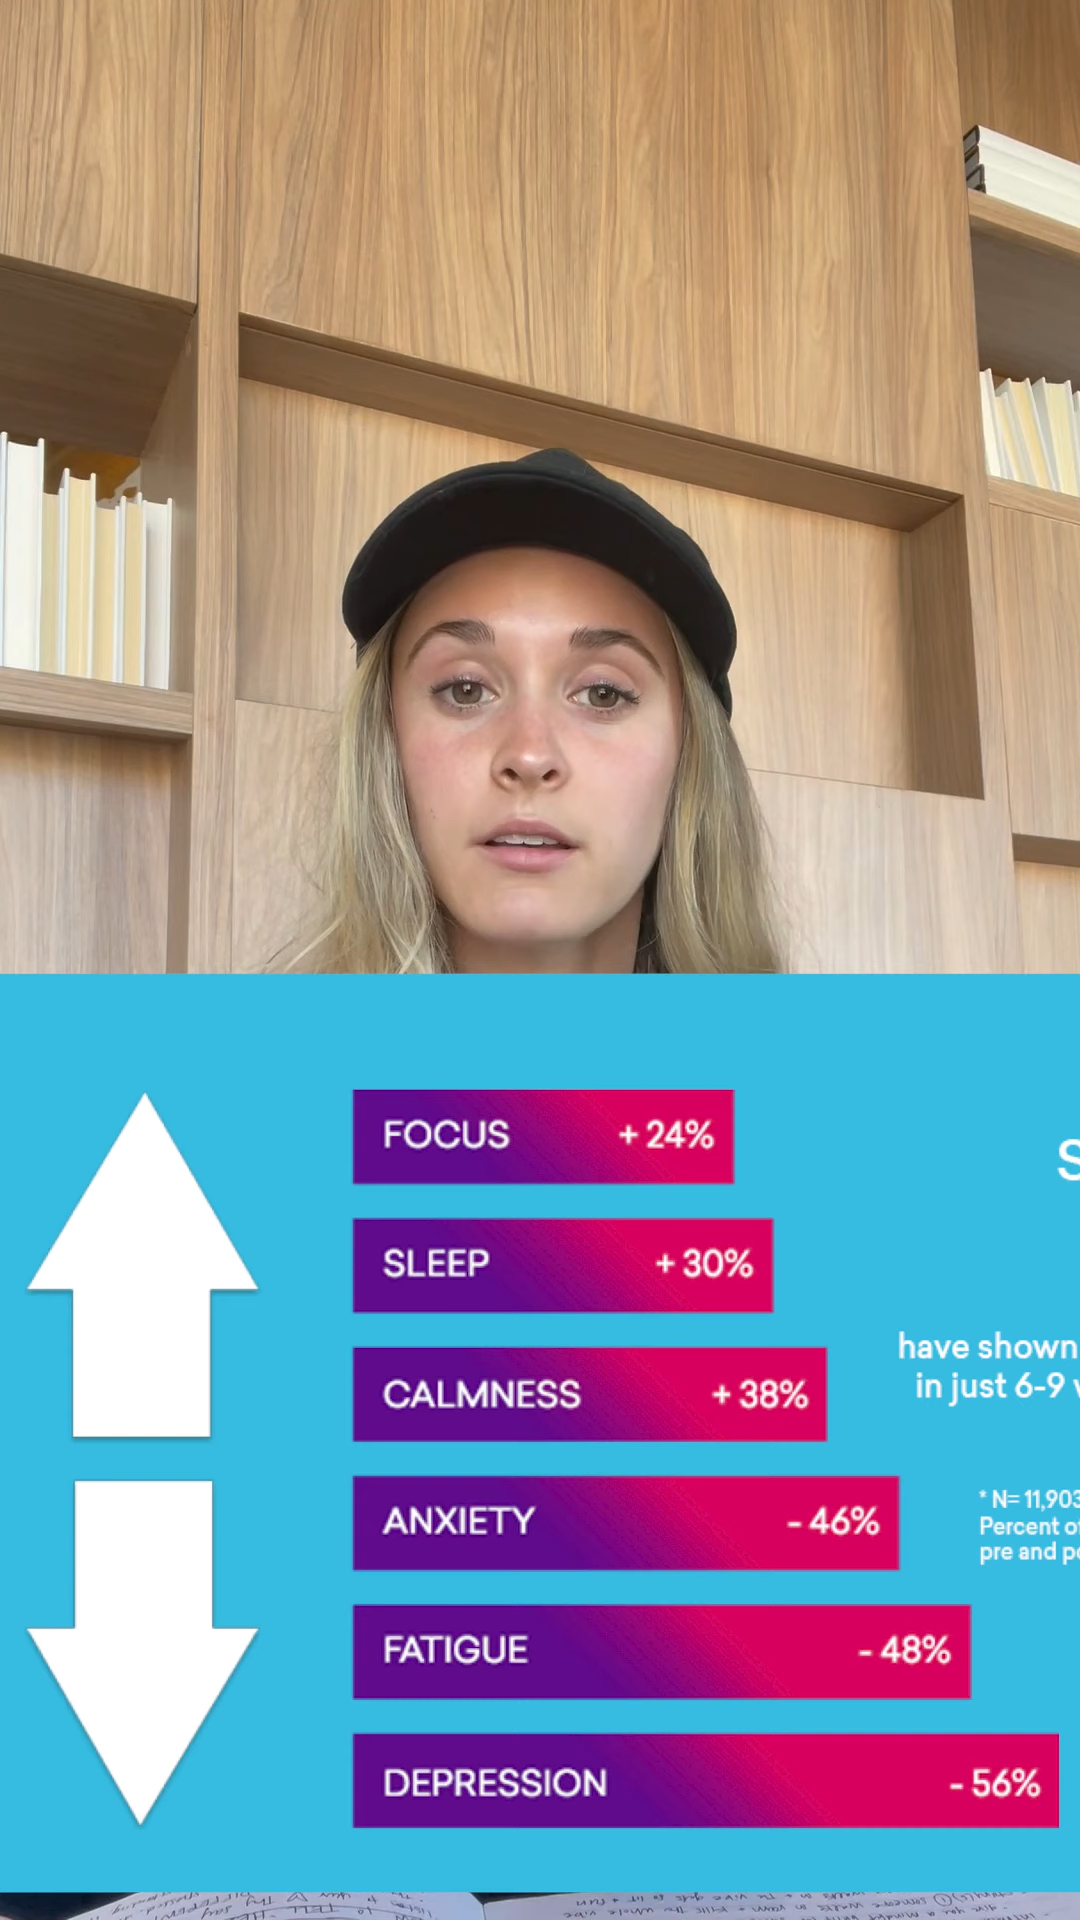 FOCUS + 24%
SLEEP + 30%
CALMNESS + 38%
ANXIETY - 46%
FATIGUE - 48%
DEPRESSION - 56%
S
have shown
in just 6-9
* N= 11,903
Percent
pre and